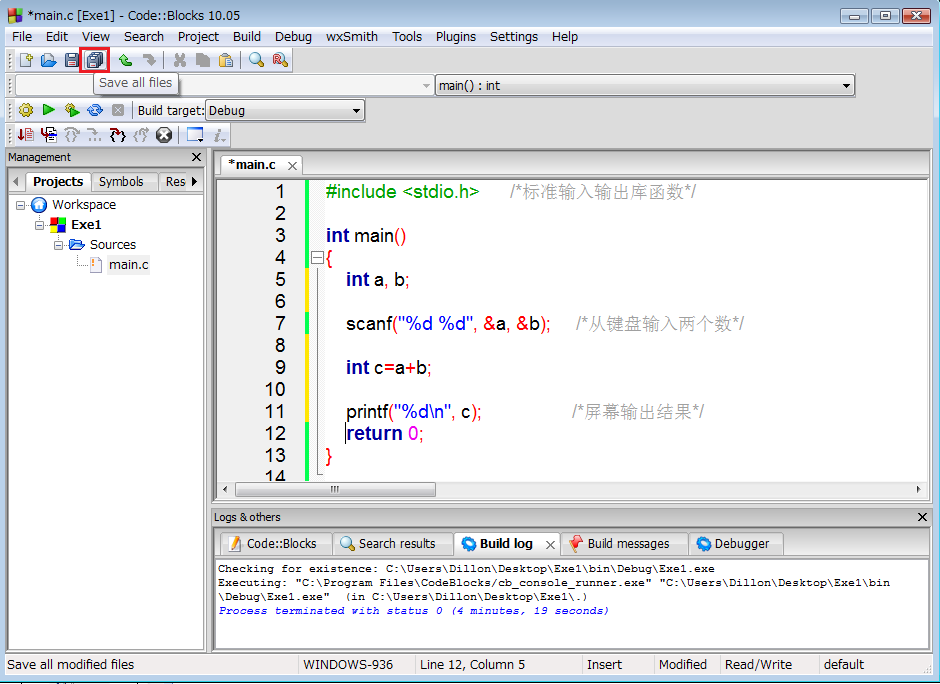 *main.c [Exe1] - Code::Blocks 10.05
File Edit View Search Project Build Debug wxSmith Tools Plugins Settings Help
Save all files
main() : int
Build target: Debug
Management
*main.c
Projects Symbols Res
Workspace
Exe1
Sources
main.c
1 #include <stdio.h> /*标准输入输出库函数*/
2
3 int main()
4 {
5 int a, b;
6
7 scanf("%d %d", &a, &b); /*从键盘输入两个数*/
8
9 int c=a+b;
10
11 printf("%d\n", c); /*屏幕输出结果*/
12 return 0;
13 }
14
Logs & others
Code::Blocks Search results Build log Build messages Debugger
Checking for existence: C:\Users\Dillon\Desktop\Exe1\bin\Debug\Exe1.exe
Executing: "C:\Program Files\CodeBlocks/cb_console_runner.exe" "C:\Users\Dillon\Desktop\Exe1\bin
\Debug\Exe1.exe" (in C:\Users\Dillon\Desktop\Exe1\.)
Process terminated with status 0 (4 minutes, 19 seconds)
Save all modified files WINDOWS-936 Line 12, Column 5 Insert Modified Read/Write default